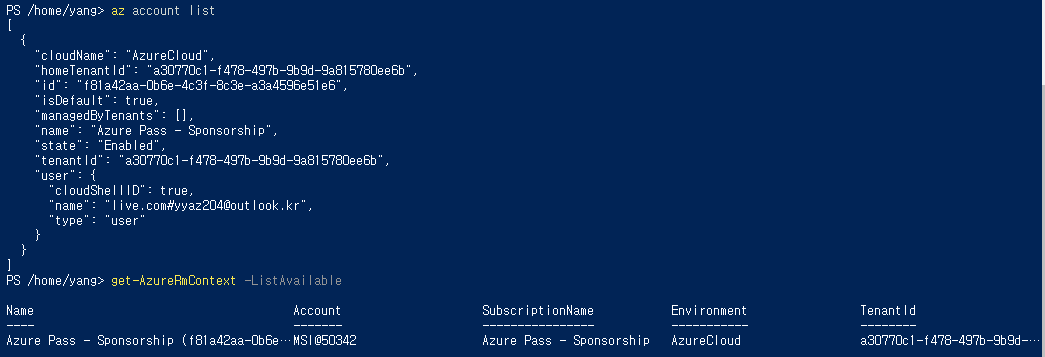 PS /home/yang> az account list
[
  {
    "cloudName": "AzureCloud",
    "homeTenantId": "a30770c1-f478-497b-9b9d-9a815780ee6b",
    "id": "f81a42aa-0b6e-4c3f-8c3e-a3a4596e51e6",
    "isDefault": true,
    "managedByTenants": [],
    "name": "Azure Pass - Sponsorship",
    "state": "Enabled",
    "tenantId": "a30770c1-f478-497b-9b9d-9a815780ee6b",
    "user": {
      "cloudShellID": true,
      "name": "live.com#yyaz204@outlook.kr",
      "type": "user"
    }
  }
]
PS /home/yang> get-AzureRmContext -ListAvailable
Name Account SubscriptionName Environment TenantId
---- ------- ---------------- ----------- --------
Azure Pass - Sponsorship (f81a42aa-0b6e-…MSI@50342 Azure Pass - Sponsorship AzureCloud a30770c1-f478-497b-9b9d-…